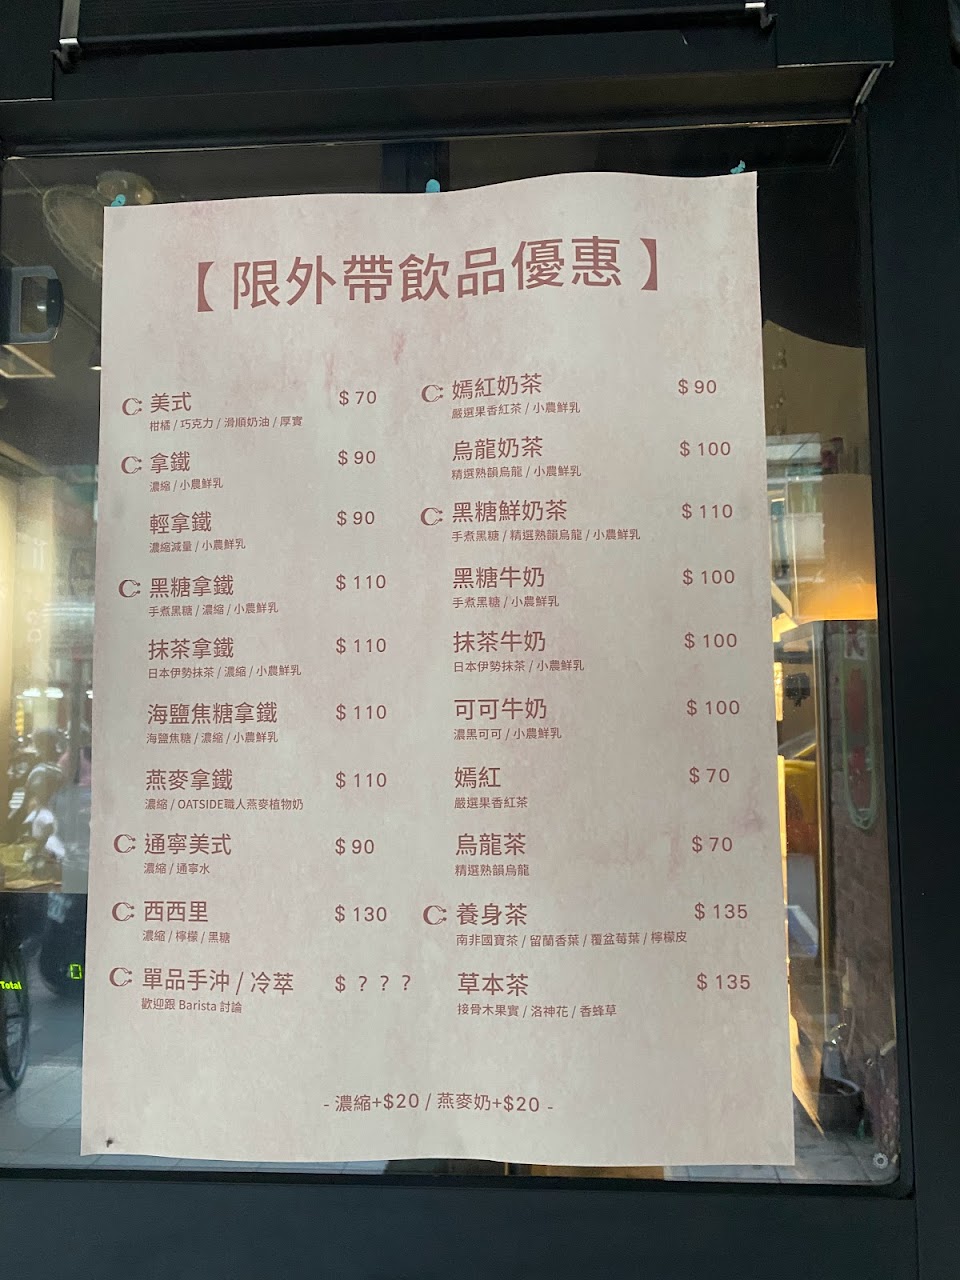 【限外帶飲品優惠】
美式 $70
柑橘 / 巧克力 / 滑順奶油 / 厚實
拿鐵 $90
濃縮 / 小農鮮乳
輕拿鐵 $90
濃縮減量 / 小農鮮乳
黑糖拿鐵 $110
手煮黑糖 / 濃縮 / 小農鮮乳
抹茶拿鐵 $110
日本伊勢抹茶 / 濃縮 / 小農鮮乳
海鹽焦糖拿鐵 $110
海鹽焦糖 / 濃縮 / 小農鮮乳
燕麥拿鐵 $110
濃縮 / OATSIDE職人燕麥植物奶
通寧美式 $90
濃縮 / 通寧水
西西里 $130
濃縮 / 檸檬 / 黑糖
單品手沖 / 冷萃 $ ? ? ?
歡迎跟 Barista 討論
嫣紅奶茶 $90
嚴選果香紅茶 / 小農鮮乳
烏龍奶茶 $100
精選熟韻烏龍 / 小農鮮乳
黑糖鮮奶茶 $110
手煮黑糖 / 精選熟韻烏龍 / 小農鮮乳
黑糖牛奶 $100
手煮黑糖 / 小農鮮乳
抹茶牛奶 $100
日本伊勢抹茶 / 小農鮮乳
可可牛奶 $100
濃黑可可 / 小農鮮乳
嫣紅 $70
嚴選果香紅茶
烏龍茶 $70
精選熟韻烏龍
養身茶 $135
南非國寶茶 / 留蘭香葉 / 覆盆莓葉 / 檸檬皮
草本茶 $135
接骨木果實 / 洛神花 / 香蜂草
- 濃縮+$20 / 燕麥奶+$20 -
Total
0